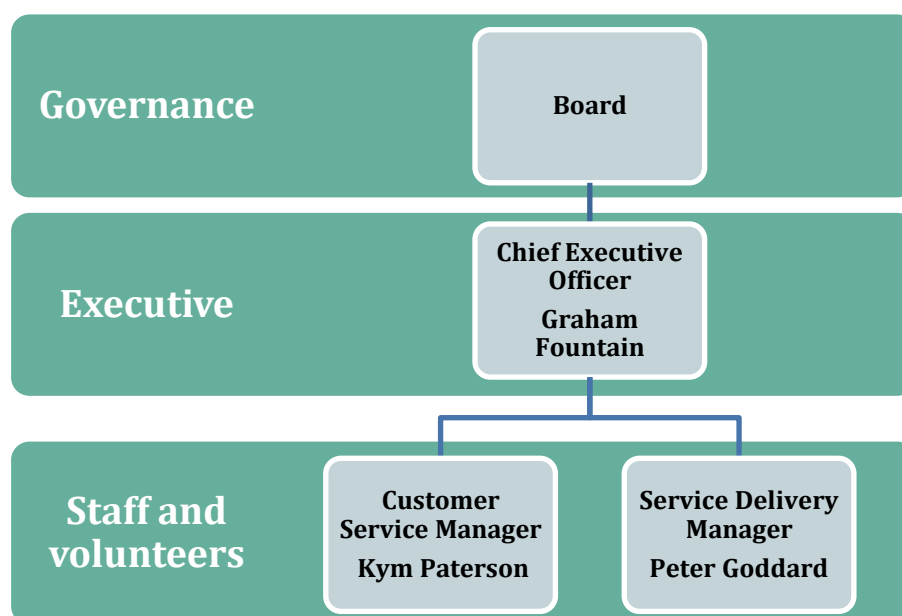 Governance
Board
Executive
Chief Executive
Officer
Graham
Fountain
Staff and
volunteers
Customer
Service Manager
Kym Paterson
Service Delivery
Manager
Peter Goddard